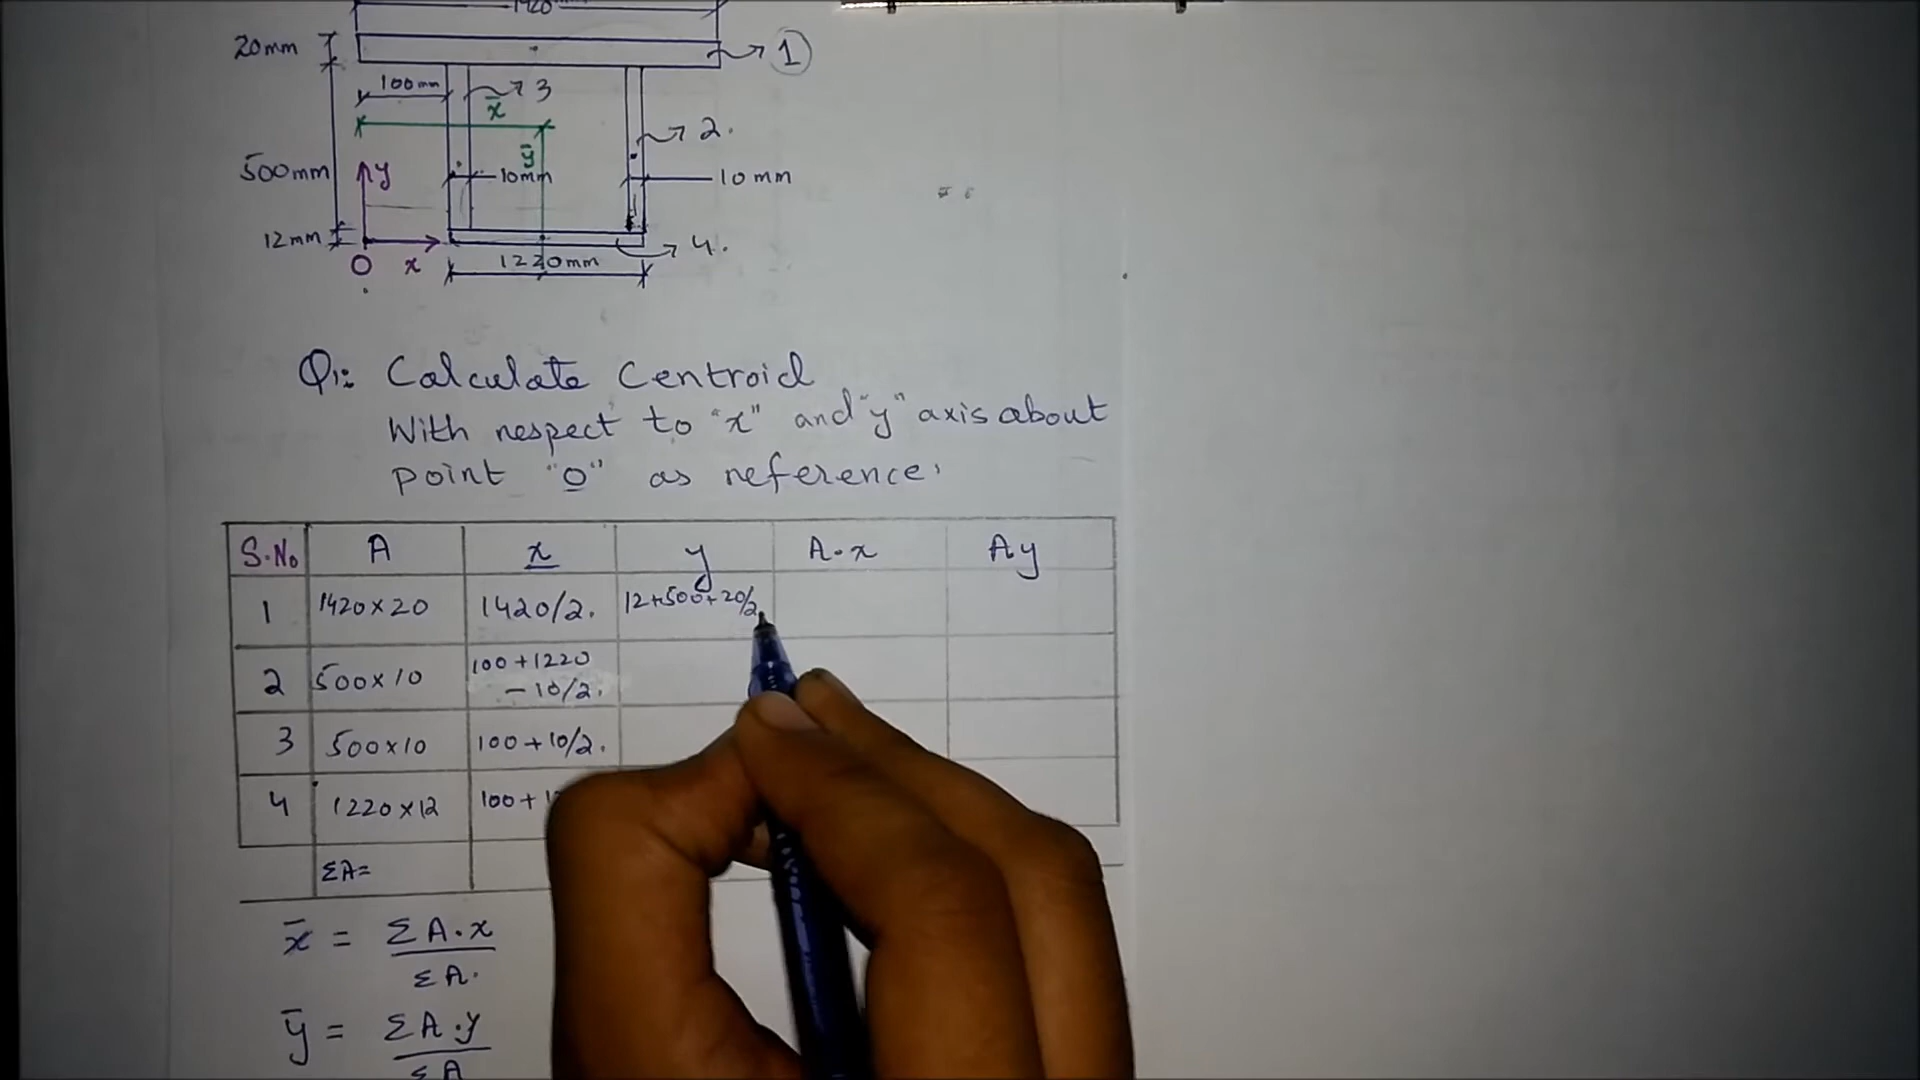 1420
20mm
1
100mm
3
x̄
2.
ȳ
500mm
y
10mm
10mm
12mm
4.
O
x
1220mm
Q1: Calculate Centroid
With respect to "x" and "y" axis about
point "O" as reference.
S.No A x y A.x Ay
1 1420×20 1420/2. 12+500+20/2
2 500×10 100+1220
-10/2.
3 500×10 100+10/2.
4 1220×12 100+
ΣA=
x̄ = ΣA.x
ΣA.
ȳ = ΣA.y
ΣA